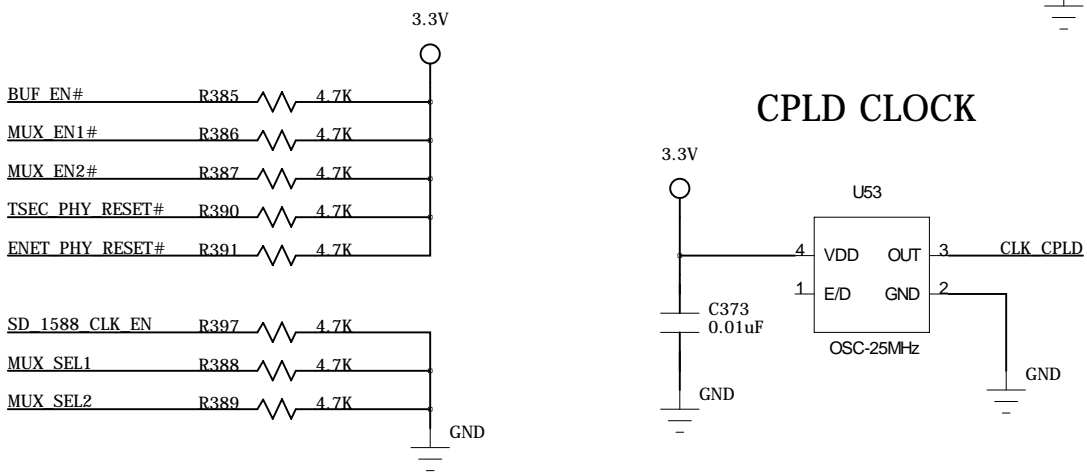 3.3V
BUF_EN# R385 4.7K
MUX_EN1# R386 4.7K
MUX_EN2# R387 4.7K
TSEC_PHY_RESET# R390 4.7K
ENET_PHY_RESET# R391 4.7K
SD_1588_CLK_EN R397 4.7K
MUX_SEL1 R388 4.7K
MUX_SEL2 R389 4.7K
GND
CPLD CLOCK
3.3V
U53
4 VDD OUT 3 CLK_CPLD
1 E/D GND 2
C373
0.01uF
OSC-25MHz
GND
GND